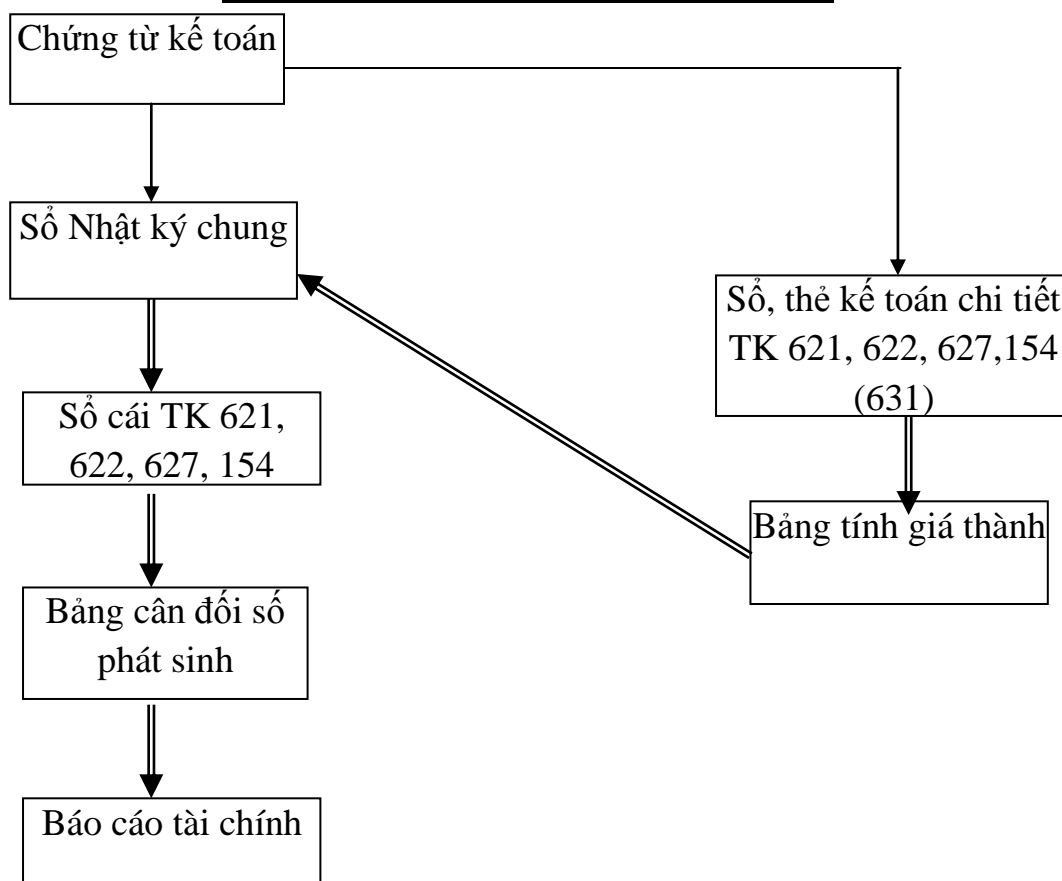 Chứng từ kế toán
Sổ Nhật ký chung
Sổ, thẻ kế toán chi tiết
TK 621, 622, 627,154
(631)
Sổ cái TK 621,
622, 627, 154
Bảng tính giá thành
Bảng cân đối số
phát sinh
Báo cáo tài chính